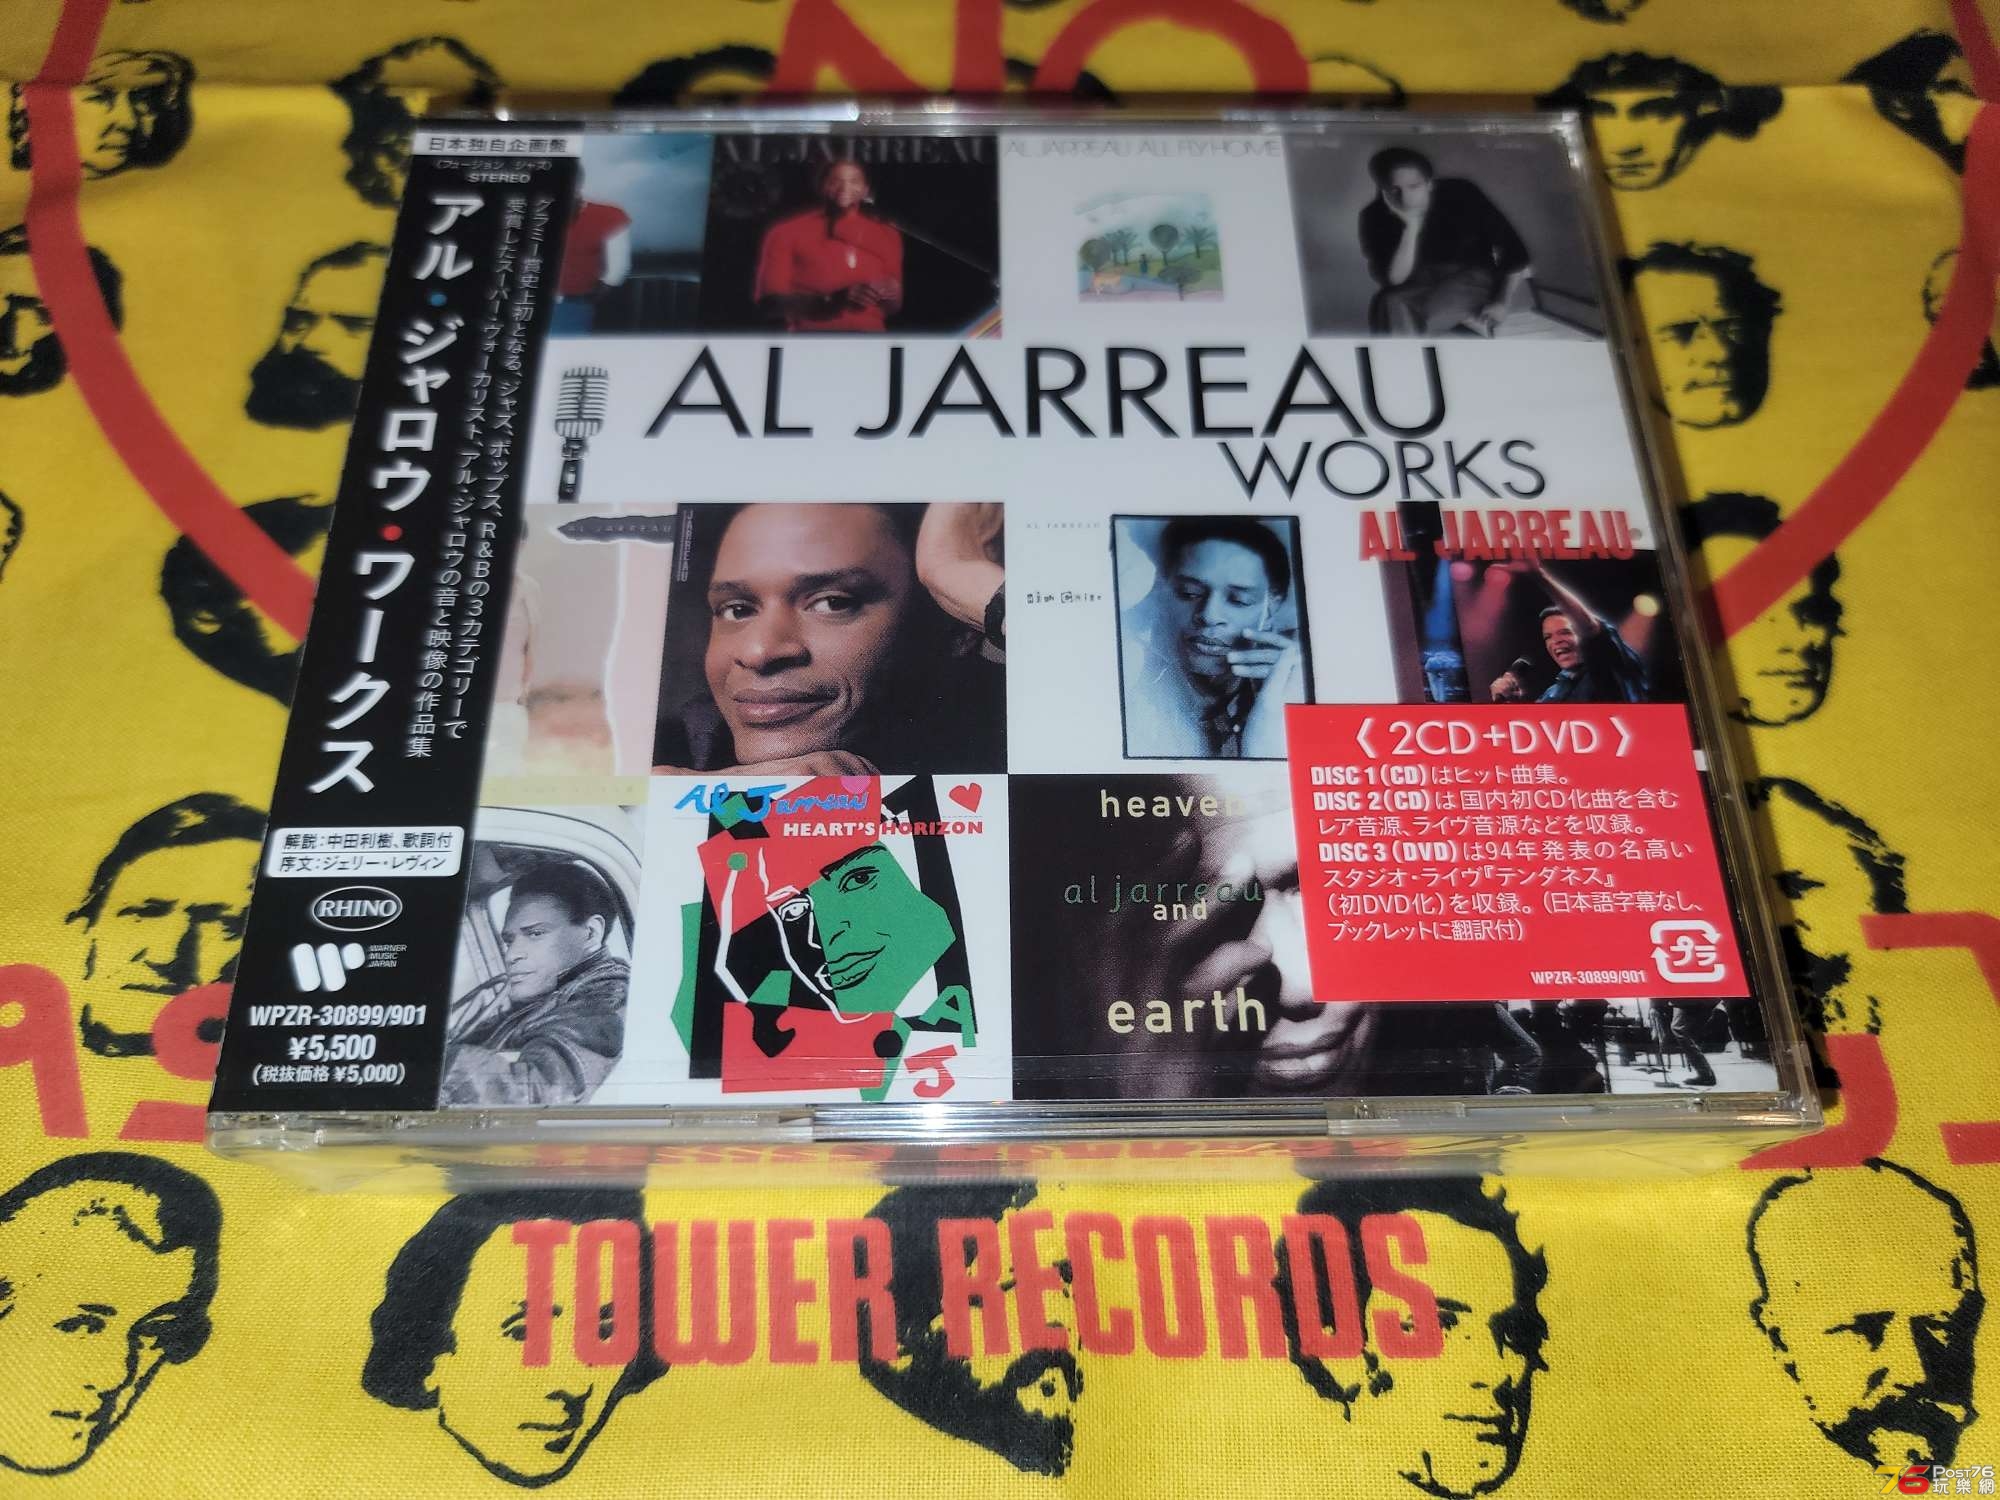 NO
日本独自企画盤
〈フュージョン／ジャズ〉
STEREO
アル・ジャロウ・ワークス
グラミー賞史上初となる、ジャズ、ポップス、R&Bの3カテゴリーで
受賞したスーパー・ヴォーカリスト、アル・ジャロウの音と映像の作品集
解説：中田利樹、歌詞付
序文：ジェリー・レヴィン
RHINO
WARNER
MUSIC
JAPAN
WPZR-30899/901
¥5,500
(税抜価格 ¥5,000)
AL JARREAU
AL JARREAU ALL FLY HOME
AL JARREAU
WORKS
AL JARREAU
JARREAU
AL JARREAU
High Crime
AL JARREAU
Al Jarreau
HEART'S HORIZON
AJ
heaven
al jarreau
and
earth
〈2CD+DVD〉
DISC 1(CD)はヒット曲集。
DISC 2(CD)は国内初CD化曲を含む
レア音源、ライヴ音源などを収録。
DISC 3(DVD)は94年発表の名高い
スタジオ・ライヴ『テンダネス』
(初DVD化)を収録。(日本語字幕なし、
ブックレットに翻訳付)
WPZR-30899/901
プラ
TOWER RECORDS
76 POST76
玩樂網